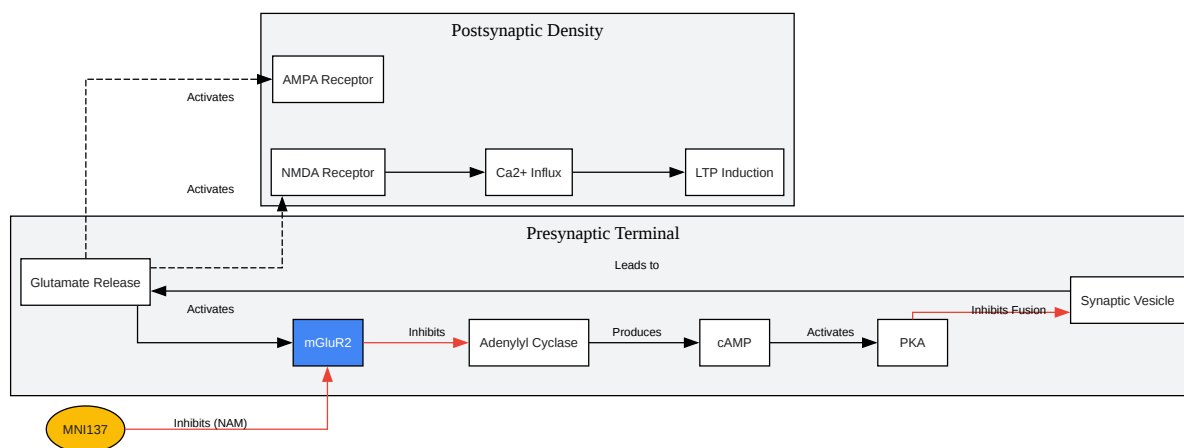 Postsynaptic Density
AMPA Receptor
Activates
NMDA Receptor
Ca2+ Influx
LTP Induction
Activates
Presynaptic Terminal
Leads to
Glutamate Release
Synaptic Vesicle
Activates
Inhibits Fusion
mGluR2
Inhibits
Adenylyl Cyclase
Produces
cAMP
Activates
PKA
Inhibits (NAM)
MNI137